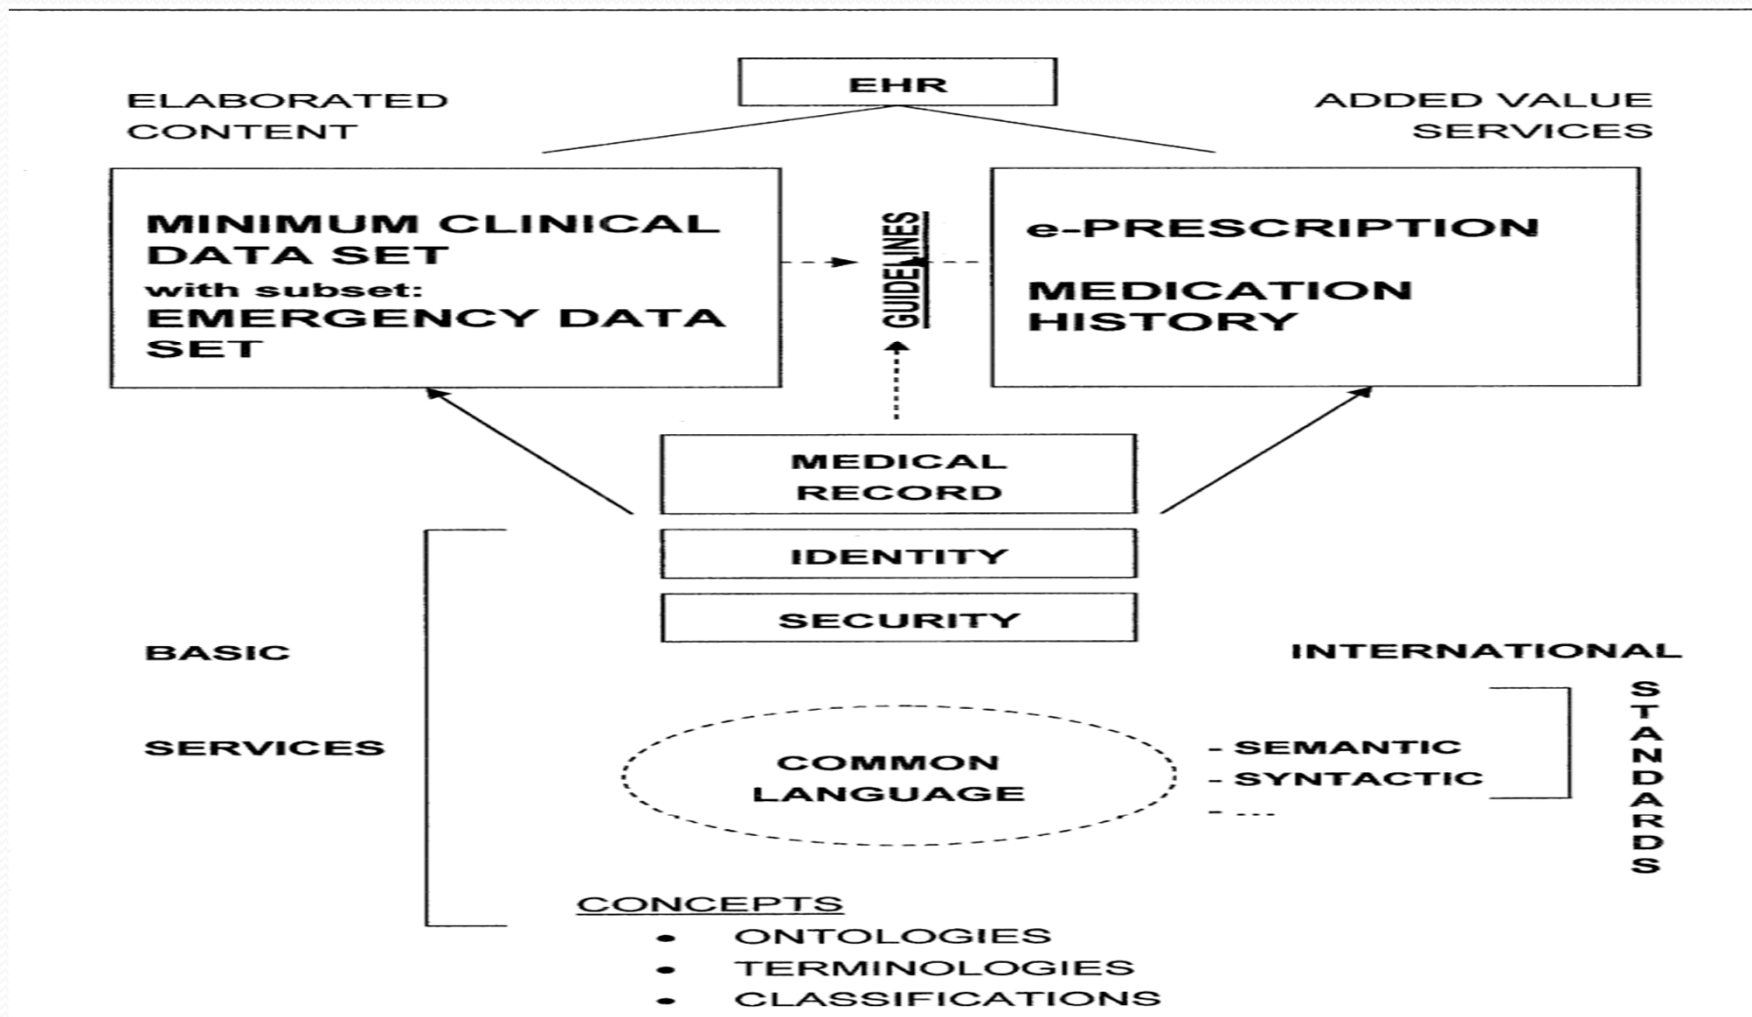 EHR
ELABORATED
CONTENT
ADDED VALUE
SERVICES
MINIMUM CLINICAL
DATA SET
with subset:
EMERGENCY DATA
SET
GUIDELINES
e-PRESCRIPTION
MEDICATION
HISTORY
MEDICAL
RECORD
IDENTITY
SECURITY
BASIC
SERVICES
INTERNATIONAL
STANDARDS
COMMON
LANGUAGE
- SEMANTIC
- SYNTACTIC
- ...
CONCEPTS
• ONTOLOGIES
• TERMINOLOGIES
• CLASSIFICATIONS